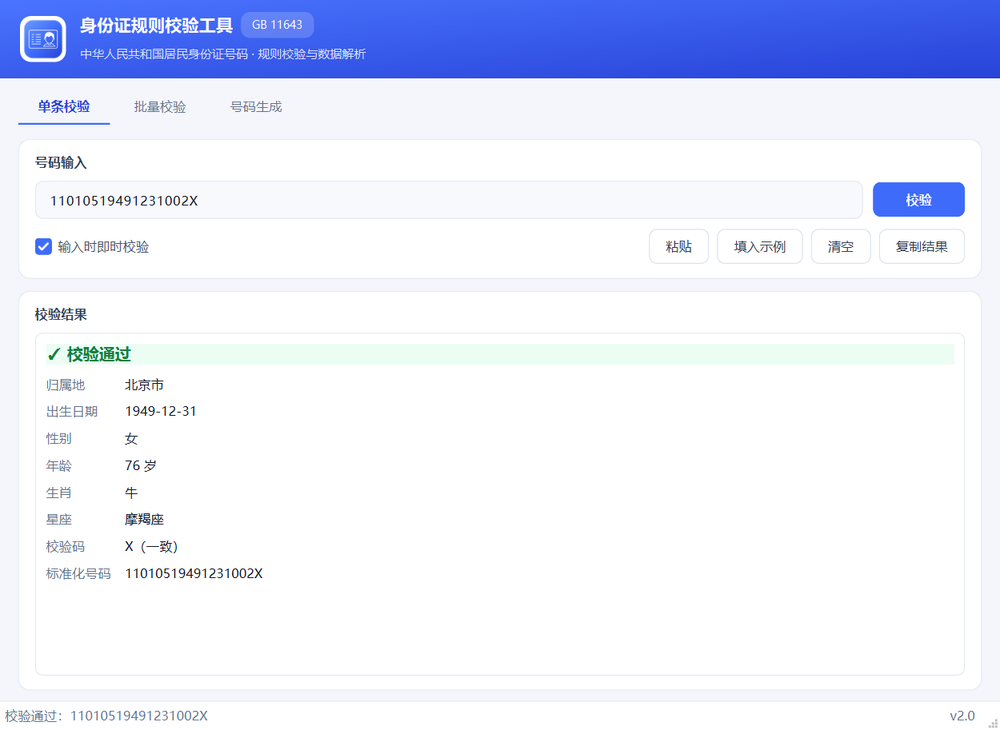 身份证规则校验工具 GB 11643
中华人民共和国居民身份证号码 · 规则校验与数据解析
单条校验 批量校验 号码生成
号码输入
11010519491231002X 校验
输入时即时校验 粘贴 填入示例 清空 复制结果
校验结果
✓ 校验通过
归属地 北京市
出生日期 1949-12-31
性别 女
年龄 76 岁
生肖 牛
星座 摩羯座
校验码 X（一致）
标准化号码 11010519491231002X
校验通过：11010519491231002X v2.0